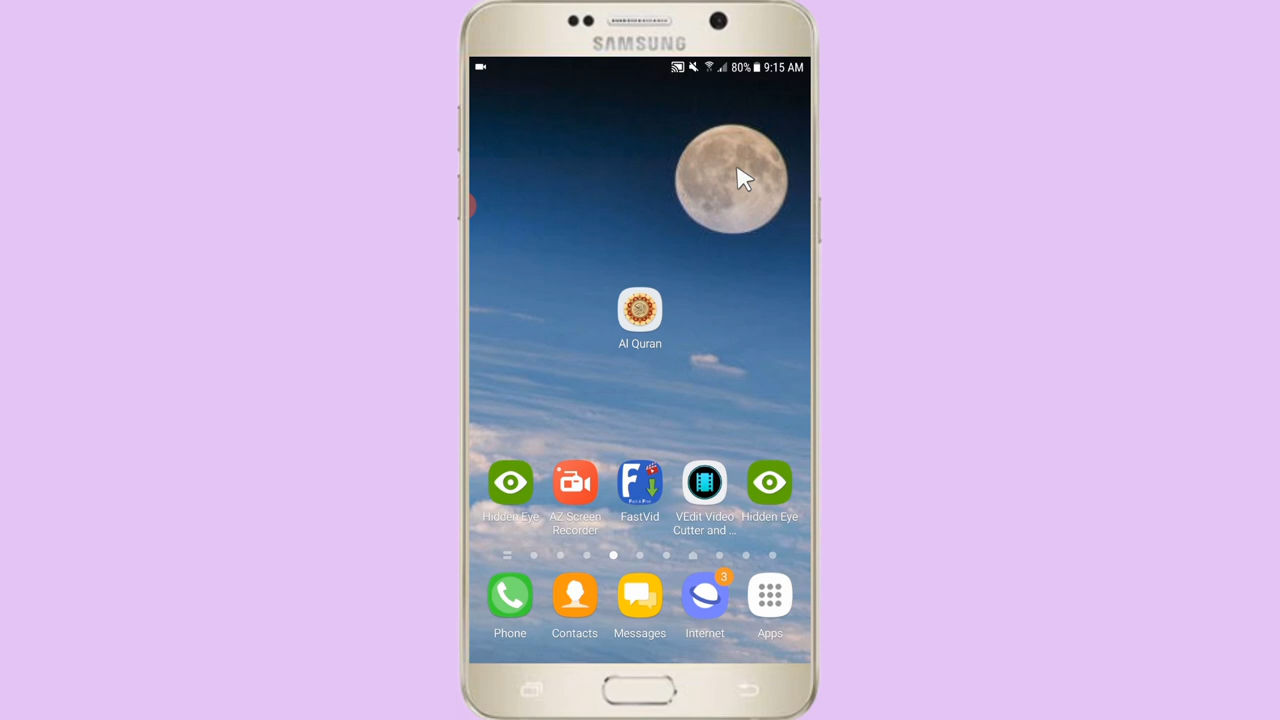 SAMSUNG
80% 9:15 AM
Al Quran
F
Hidden Eye
AZ Screen
Recorder
FastVid
VEdit Video
Cutter and ...
Hidden Eye
3
Phone
Contacts
Messages
Internet
Apps